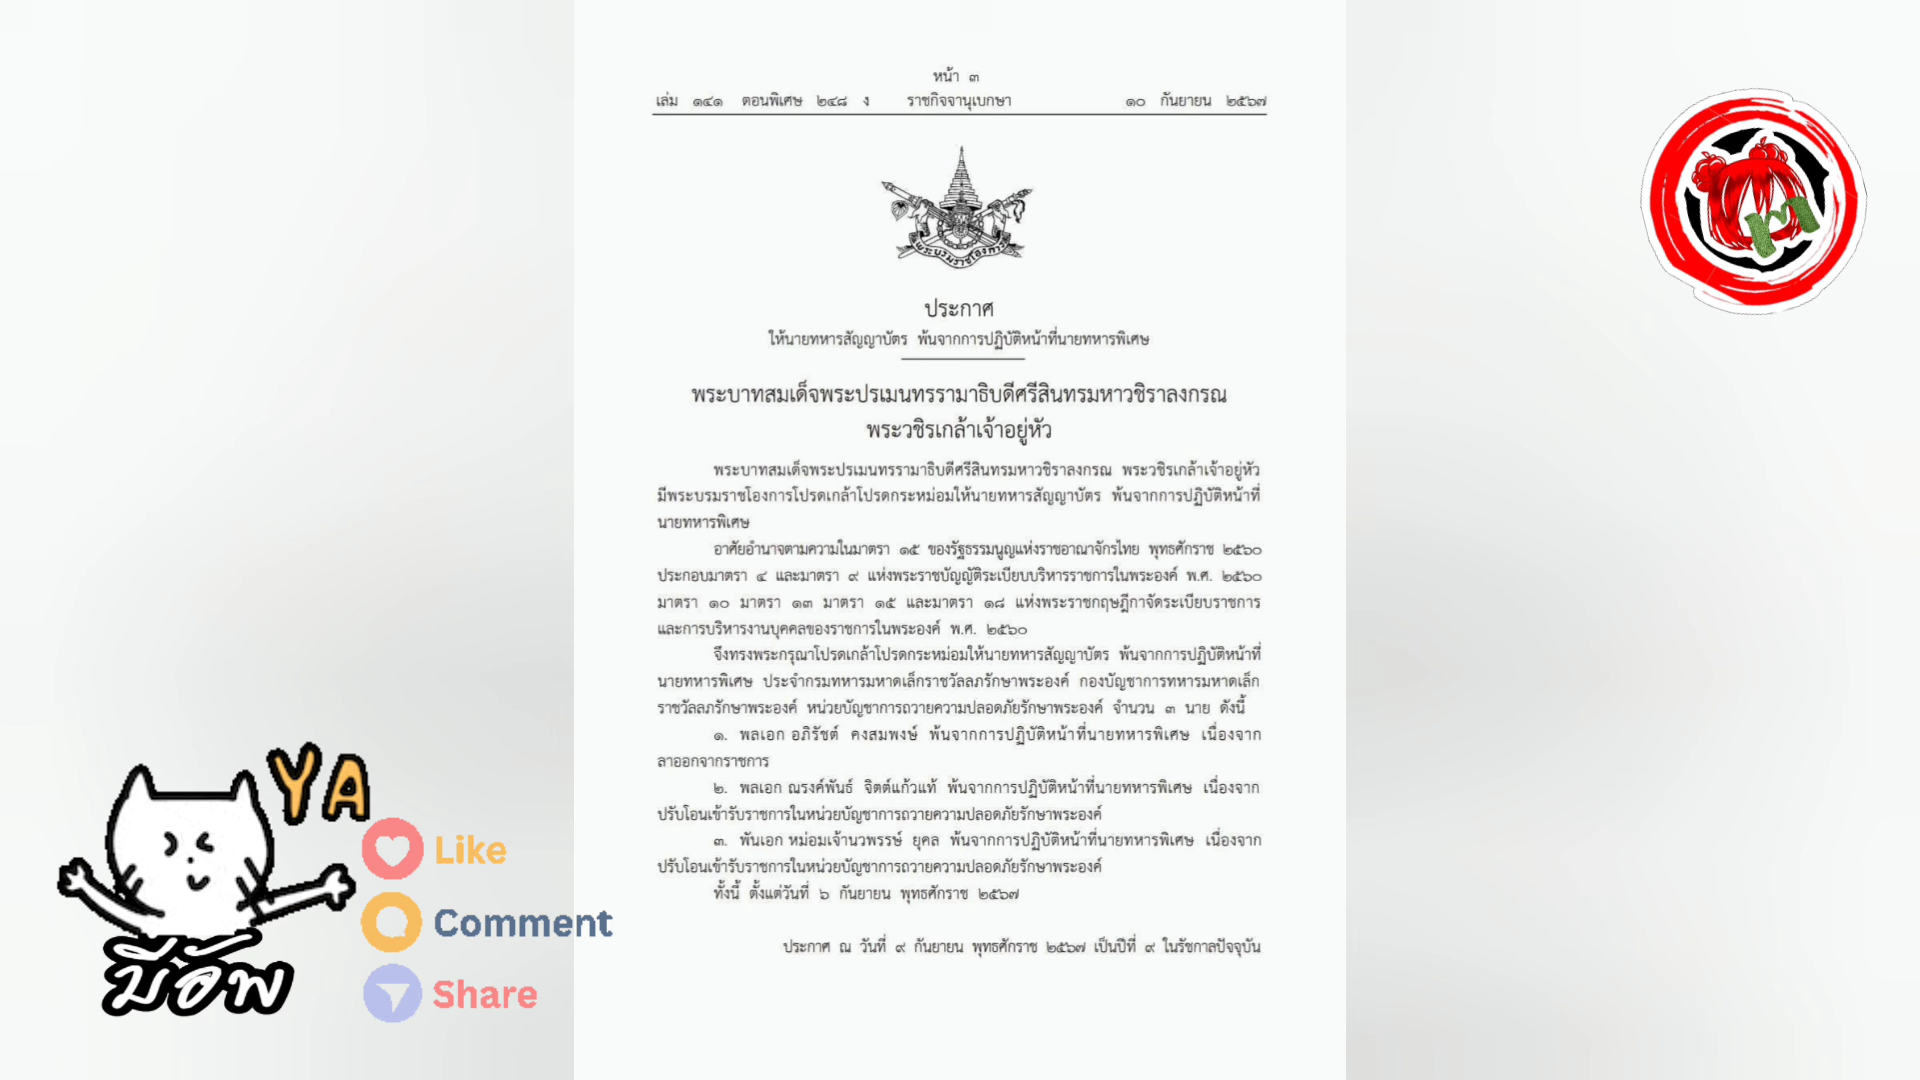 หน้า ๓
เล่ม ๑๔๑ ตอนพิเศษ ๒๔๘ ง ราชกิจจานุเบกษา ๑๐ กันยายน ๒๕๖๗
พระบรมราชโองการ
ประกาศ
ให้นายทหารสัญญาบัตร พ้นจากการปฏิบัติหน้าที่นายทหารพิเศษ
พระบาทสมเด็จพระปรเมนทรรามาธิบดีศรีสินทรมหาวชิราลงกรณ
พระวชิรเกล้าเจ้าอยู่หัว
พระบาทสมเด็จพระปรเมนทรรามาธิบดีศรีสินทรมหาวชิราลงกรณ พระวชิรเกล้าเจ้าอยู่หัว
มีพระบรมราชโองการโปรดเกล้าโปรดกระหม่อมให้นายทหารสัญญาบัตร พ้นจากการปฏิบัติหน้าที่
นายทหารพิเศษ
อาศัยอำนาจตามความในมาตรา ๑๕ ของรัฐธรรมนูญแห่งราชอาณาจักรไทย พุทธศักราช ๒๕๖๐
ประกอบมาตรา ๔ และมาตรา ๙ แห่งพระราชบัญญัติระเบียบบริหารราชการในพระองค์ พ.ศ. ๒๕๖๐
มาตรา ๑๐ มาตรา ๑๓ มาตรา ๑๕ และมาตรา ๑๘ แห่งพระราชกฤษฎีกาจัดระเบียบราชการ
และการบริหารงานบุคคลของราชการในพระองค์ พ.ศ. ๒๕๖๐
จึงทรงพระกรุณาโปรดเกล้าโปรดกระหม่อมให้นายทหารสัญญาบัตร พ้นจากการปฏิบัติหน้าที่
นายทหารพิเศษ ประจำกรมทหารมหาดเล็กราชวัลลภรักษาพระองค์ กองบัญชาการทหารมหาดเล็ก
ราชวัลลภรักษาพระองค์ หน่วยบัญชาการถวายความปลอดภัยรักษาพระองค์ จำนวน ๓ นาย ดังนี้
๑. พลเอก อภิรัชต์ คงสมพงษ์ พ้นจากการปฏิบัติหน้าที่นายทหารพิเศษ เนื่องจาก
ลาออกจากราชการ
๒. พลเอก ณรงค์พันธ์ จิตต์แก้วแท้ พ้นจากการปฏิบัติหน้าที่นายทหารพิเศษ เนื่องจาก
ปรับโอนเข้ารับราชการในหน่วยบัญชาการถวายความปลอดภัยรักษาพระองค์
๓. พันเอก หม่อมเจ้านวพรรษ์ ยุคล พ้นจากการปฏิบัติหน้าที่นายทหารพิเศษ เนื่องจาก
ปรับโอนเข้ารับราชการในหน่วยบัญชาการถวายความปลอดภัยรักษาพระองค์
ทั้งนี้ ตั้งแต่วันที่ ๖ กันยายน พุทธศักราช ๒๕๖๗
ประกาศ ณ วันที่ ๙ กันยายน พุทธศักราช ๒๕๖๗ เป็นปีที่ ๙ ในรัชกาลปัจจุบัน
YA
มีอัพ
Like
Comment
Share